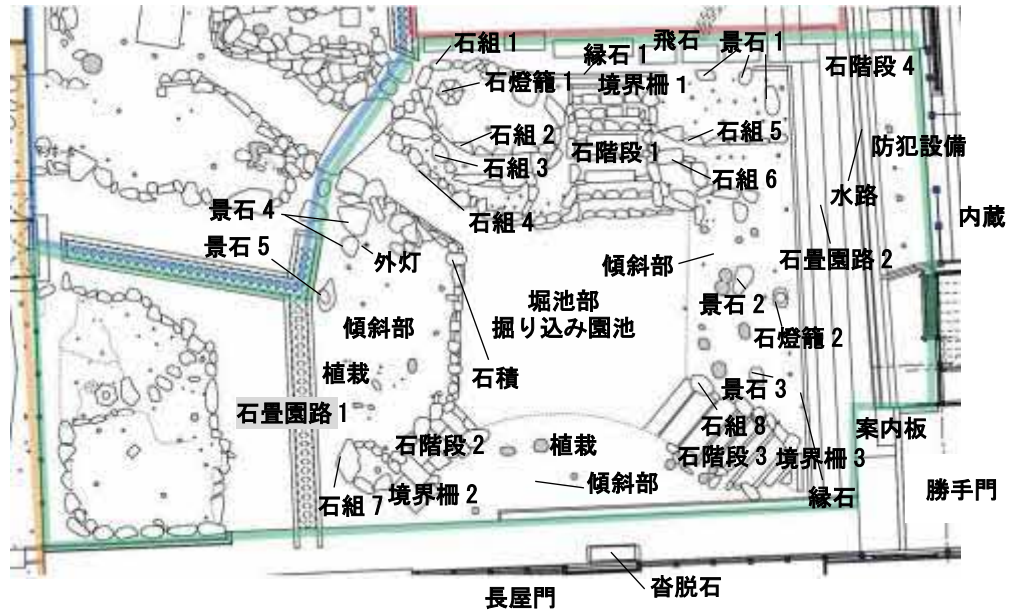 石組 1
飛石
景石 1
縁石 1
石燈籠 1
境界柵 1
石階段 4
石組 2
石組 5
石組 3
石階段 1
防犯設備
石組 6
水路
景石 4
石組 4
内蔵
景石 5
外灯
傾斜部
石畳園路 2
堀池部
掘り込み園池
景石 2
傾斜部
石燈籠 2
植栽
石積
景石 3
石畳園路 1
石組 8
案内板
石階段 2
植栽
石階段 3
境界柵 3
傾斜部
石組 7
境界柵 2
縁石
勝手門
沓脱石
長屋門